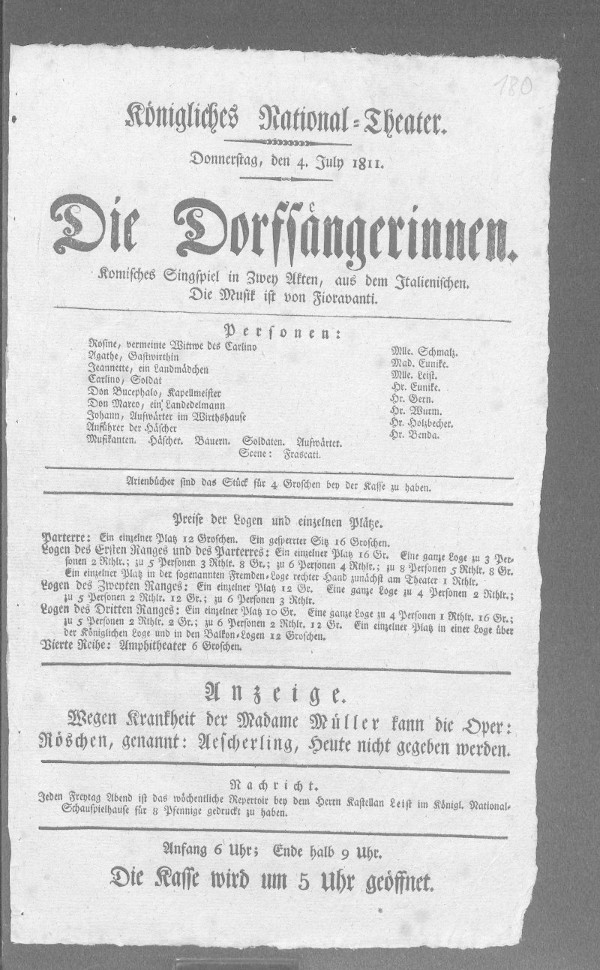 180
Königliches National-Theater.
Donnerstag, den 4. July 1811.
Die Dorfsängerinnen.
Komisches Singspiel in Zwey Akten, aus dem Italienischen.
Die Musik ist von Fioravanti.
Personen:
Rosine, vermeinte Wittwe des Carlino Mlle. Schmalz.
Agathe, Gastwirthin Mad. Eunike.
Jeannette, ein Landmädchen Mlle. Leist.
Carlino, Soldat Hr. Eunike.
Don Bucephalo, Kapellmeister Hr. Gern.
Don Marco, ein Landedelmann Hr. Wurm.
Johann, Aufwärter im Wirthshause Hr. Holzbecher.
Anführer der Häscher Hr. Benda.
Musikanten. Häscher. Bauern. Soldaten. Aufwärter.
Scene: Frascati.
Arienbücher sind das Stück für 4 Groschen bey der Kasse zu haben.
Preise der Logen und einzelnen Plätze.
Parterre: Ein einzelner Platz 12 Groschen. Ein gesperrter Sitz 16 Groschen.
Logen des Ersten Ranges und des Parterres: Ein einzelner Platz 16 Gr. Eine ganze Loge zu 3 Per-
sonen 2 Rthlr.; zu 5 Personen 3 Rthlr. 8 Gr.; zu 6 Personen 4 Rthlr.; zu 8 Personen 5 Rthlr. 8 Gr.
Ein einzelner Platz in der sogenannten Fremden-Loge rechter Hand zunächst am Theater 1 Rthlr.
Logen des Zweyten Ranges: Ein einzelner Platz 12 Gr. Eine ganze Loge zu 4 Personen 2 Rthlr.;
zu 5 Personen 2 Rthlr. 12 Gr.; zu 6 Personen 3 Rthlr.
Logen des Dritten Ranges: Ein einzelner Platz 10 Gr. Eine ganze Loge zu 4 Personen 1 Rthlr. 16 Gr.;
zu 5 Personen 2 Rthlr. 2 Gr.; zu 6 Personen 2 Rthlr. 12 Gr. Ein einzelner Platz in einer Loge über
der Königlichen Loge und in den Balkon-Logen 12 Groschen.
Vierte Reihe: Amphitheater 6 Groschen.
Anzeige.
Wegen Krankheit der Madame Müller kann die Oper:
Röschen, genannt: Aescherling, Heute nicht gegeben werden.
Nachricht.
Jeden Freytag Abend ist das wöchentliche Repertoir bey dem Herrn Kastellan Leist im Königl. National-
Schauspielhause für 8 Pfennige gedruckt zu haben.
Anfang 6 Uhr; Ende halb 9 Uhr.
Die Kasse wird um 5 Uhr geöffnet.